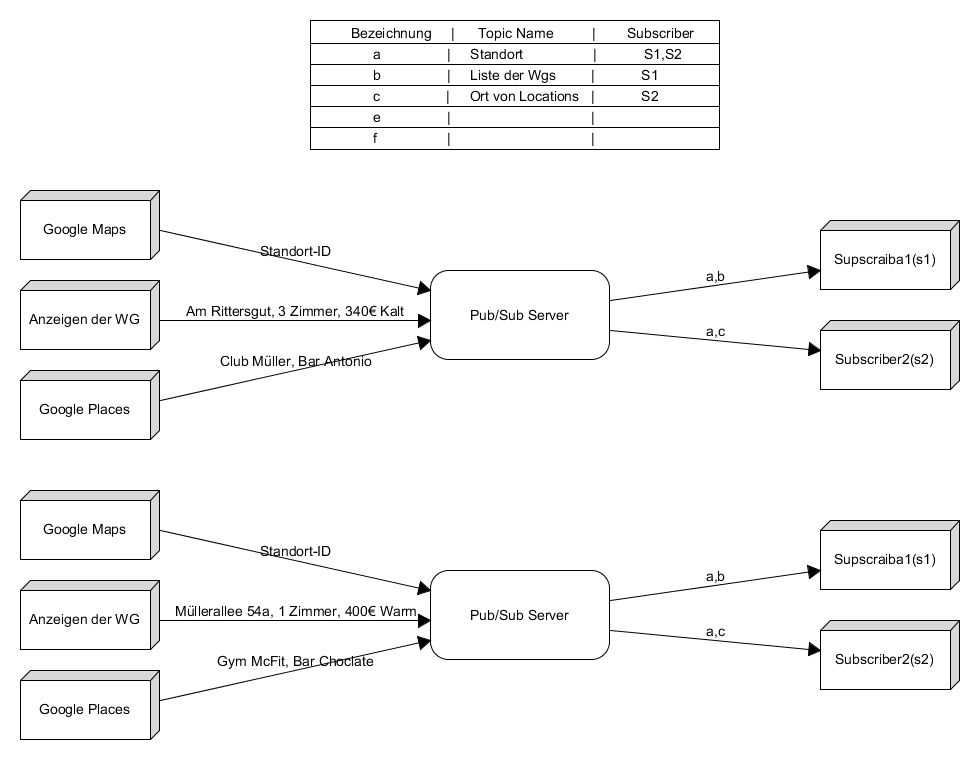 Bezeichnung | Topic Name | Subscriber
a | Standort | S1,S2
b | Liste der Wgs | S1
c | Ort von Locations | S2
e | |
f | |
Google Maps
Standort-ID
Anzeigen der WG
Am Rittersgut, 3 Zimmer, 340€ Kalt
Google Places
Club Müller, Bar Antonio
Pub/Sub Server
a,b
Supscraiba1(s1)
a,c
Subscriber2(s2)
Google Maps
Standort-ID
Anzeigen der WG
Müllerallee 54a, 1 Zimmer, 400€ Warm
Google Places
Gym McFit, Bar Choclate
Pub/Sub Server
a,b
Supscraiba1(s1)
a,c
Subscriber2(s2)